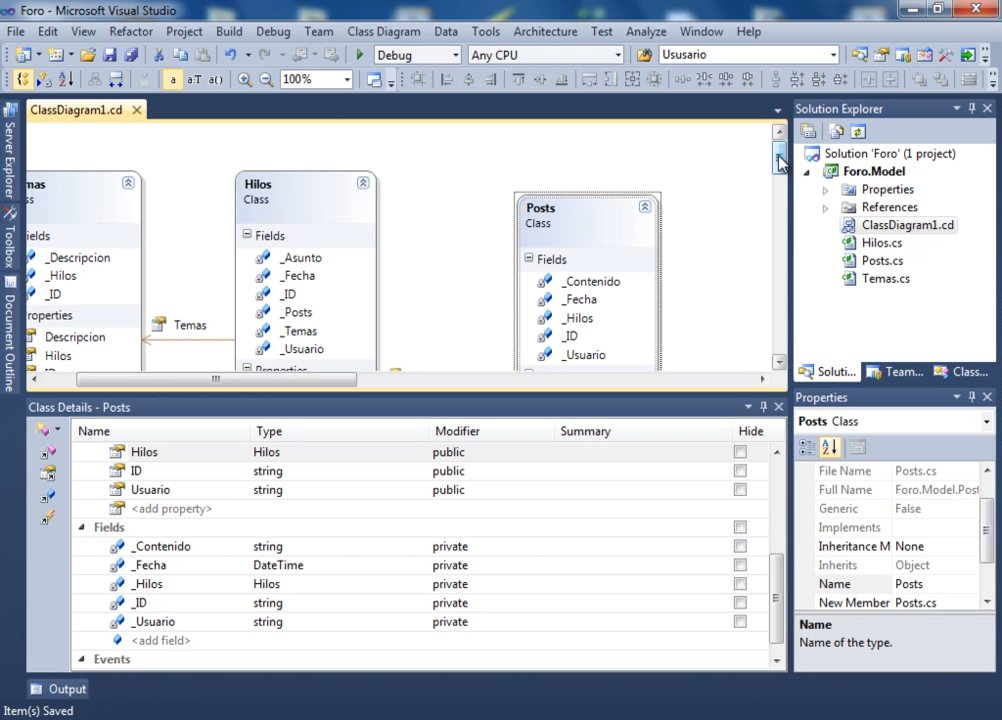 Foro - Microsoft Visual Studio
File Edit View Refactor Project Build Debug Team Class Diagram Data Tools Architecture Test Analyze Window Help
Debug Any CPU Ususario
a a:T a() 100%
ClassDiagram1.cd
Server Explorer
Toolbox
Document Outline
mas
ss
ields
_Descripcion
_Hilos
_ID
roperties
Descripcion
Hilos
Temas
Hilos
Class
Fields
_Asunto
_Fecha
_ID
_Posts
_Temas
_Usuario
Properties
Posts
Class
Fields
_Contenido
_Fecha
_Hilos
_ID
_Usuario
Solution Explorer
Solution 'Foro' (1 project)
Foro.Model
Properties
References
ClassDiagram1.cd
Hilos.cs
Posts.cs
Temas.cs
Soluti... Team... Class...
Class Details - Posts
Name Type Modifier Summary Hide
Hilos Hilos public
ID string public
Usuario string public
<add property>
Fields
_Contenido string private
_Fecha DateTime private
_Hilos Hilos private
_ID string private
_Usuario string private
<add field>
Events
Properties
Posts Class
File Name Posts.cs
Full Name Foro.Model.Post
Generic False
Implements
Inheritance M None
Inherits Object
Name Posts
New Member Posts.cs
Name
Name of the type.
Output
Item(s) Saved